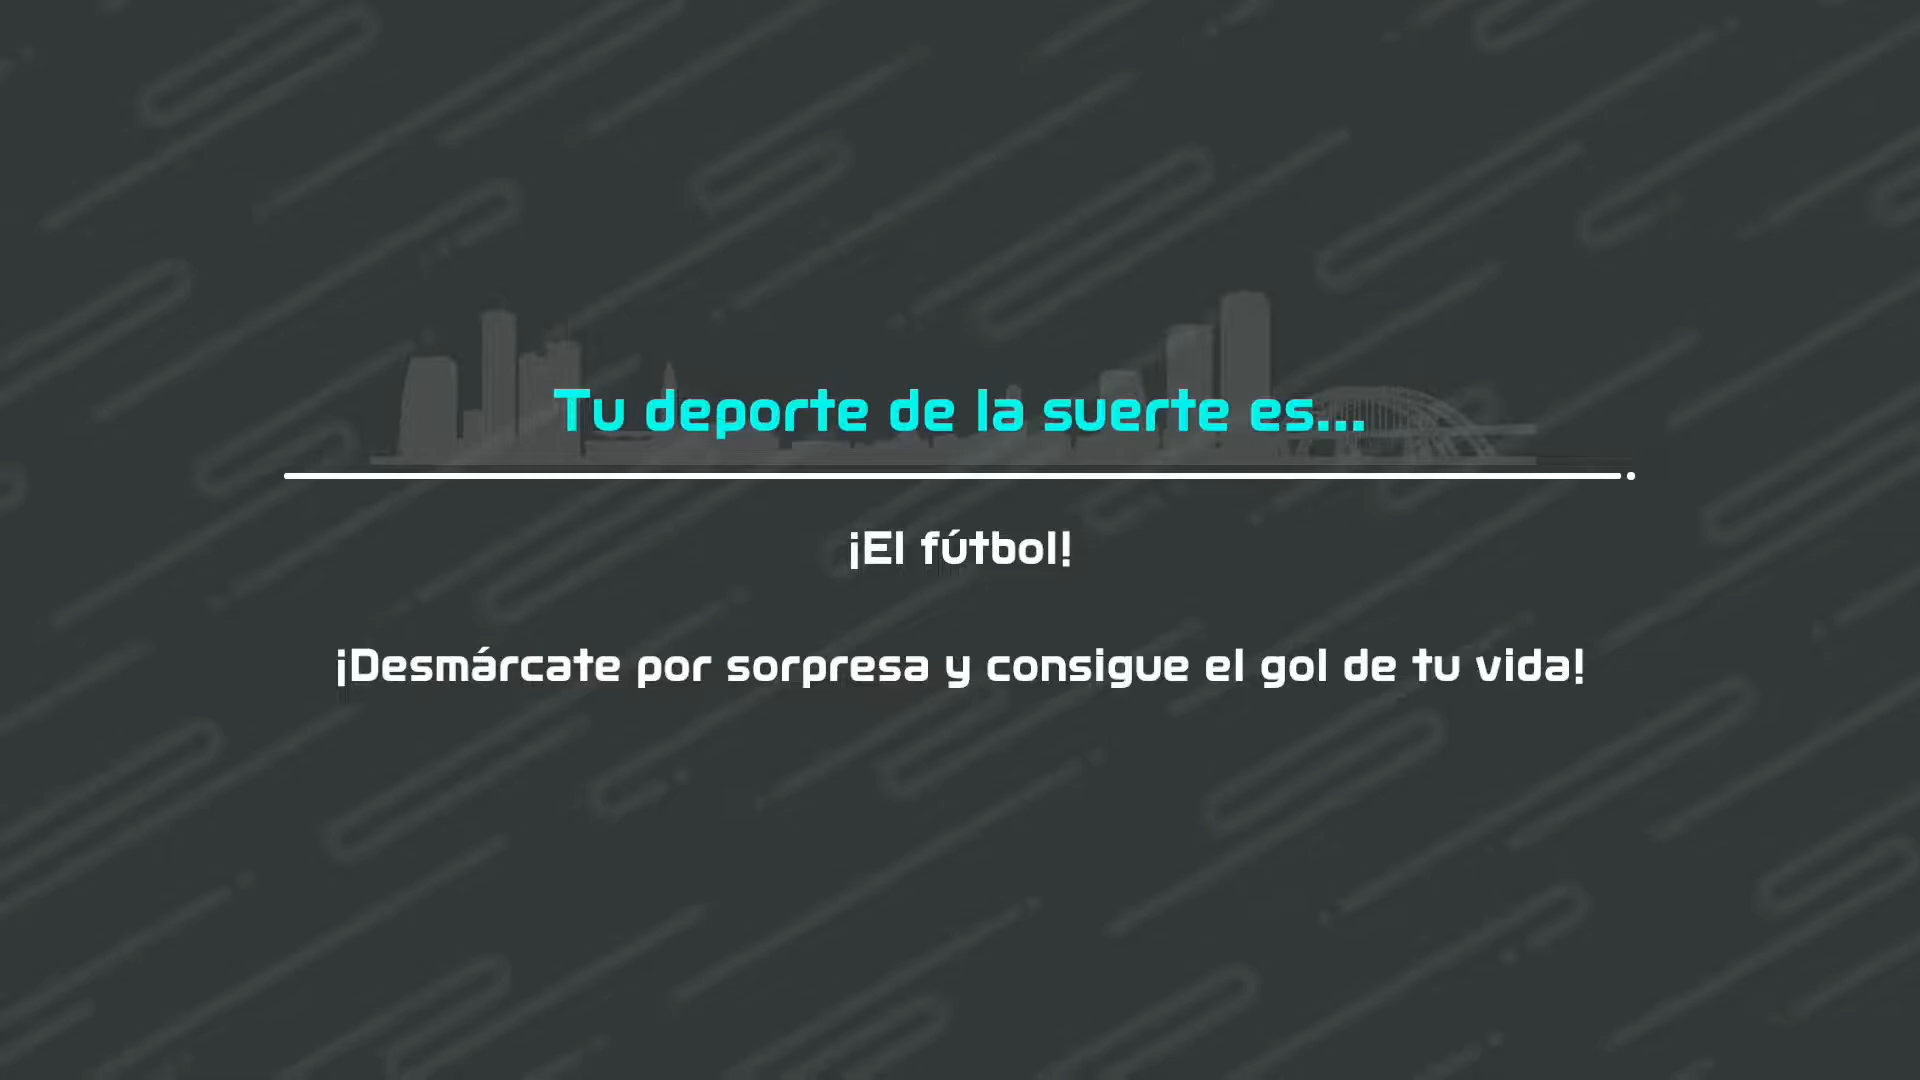 Tu deporte de la suerte es...
¡El fútbol!
¡Desmárcate por sorpresa y consigue el gol de tu vida!